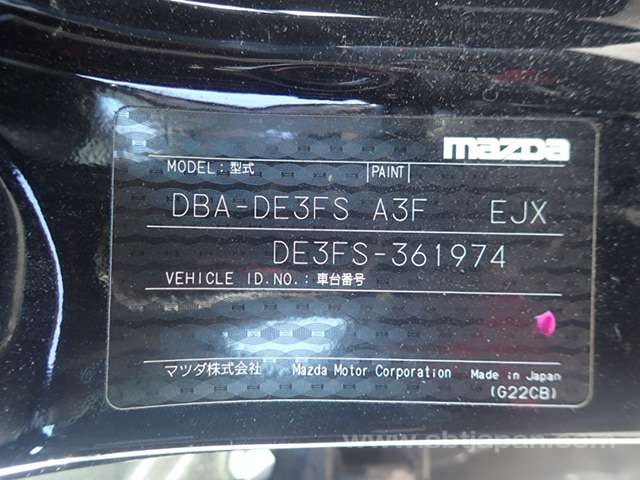 mazda
MODEL:型式 PAINT
DBA-DE3FS A3F EJX
DE3FS-361974
VEHICLE ID.NO.:車台番号
マツダ株式会社 Mazda Motor Corporation Made in Japan
(G22CB)
www.sbtjapan.com